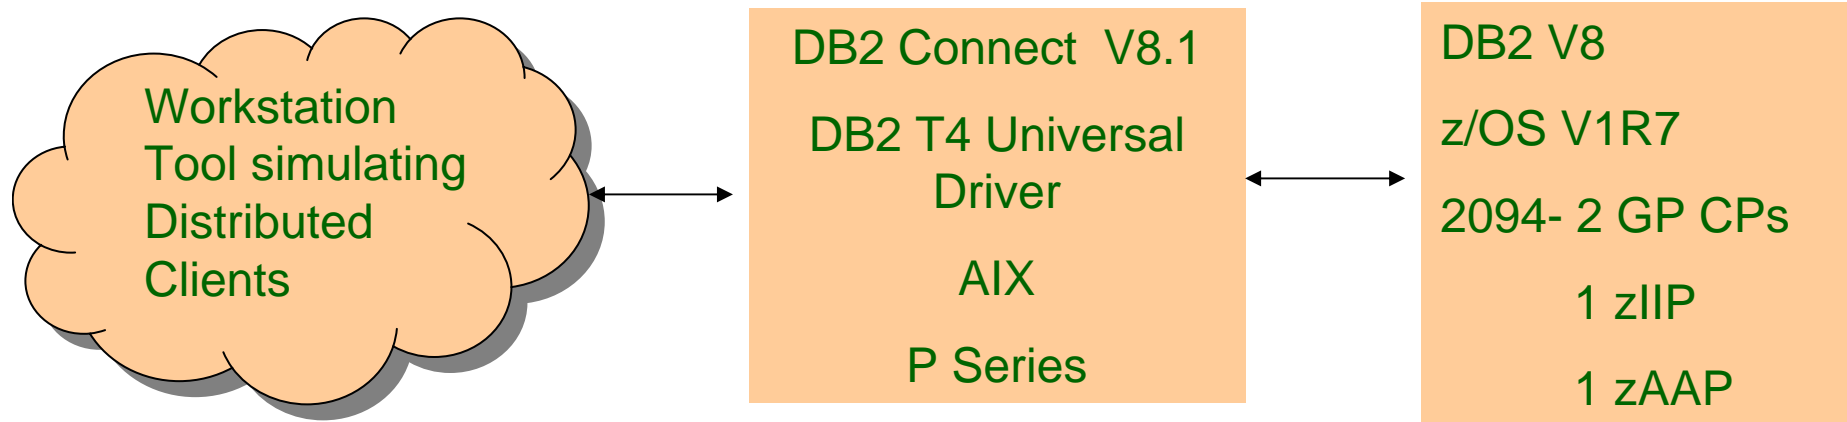 Workstation
Tool simulating
Distributed
Clients
DB2 Connect V8.1
DB2 T4 Universal
Driver
AIX
P Series
DB2 V8
z/OS V1R7
2094- 2 GP CPs
1 zIIP
1 zAAP